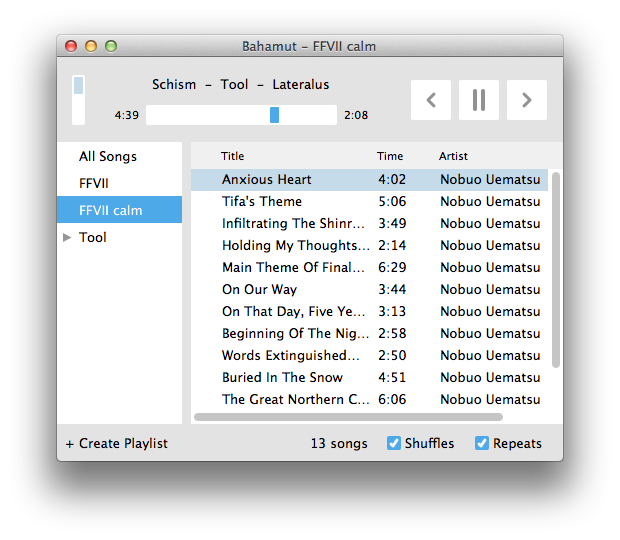 Bahamut – FFVII calm
Schism – Tool – Lateralus
4:39 2:08
All Songs
FFVII
FFVII calm
Tool
Title Time Artist
Anxious Heart 4:02 Nobuo Uematsu
Tifa's Theme 5:06 Nobuo Uematsu
Infiltrating The Shinr... 3:49 Nobuo Uematsu
Holding My Thoughts... 2:14 Nobuo Uematsu
Main Theme Of Final... 6:29 Nobuo Uematsu
On Our Way 3:44 Nobuo Uematsu
On That Day, Five Ye... 3:13 Nobuo Uematsu
Beginning Of The Nig... 2:58 Nobuo Uematsu
Words Extinguished... 2:50 Nobuo Uematsu
Buried In The Snow 4:51 Nobuo Uematsu
The Great Northern C... 6:06 Nobuo Uematsu
+ Create Playlist 13 songs Shuffles Repeats